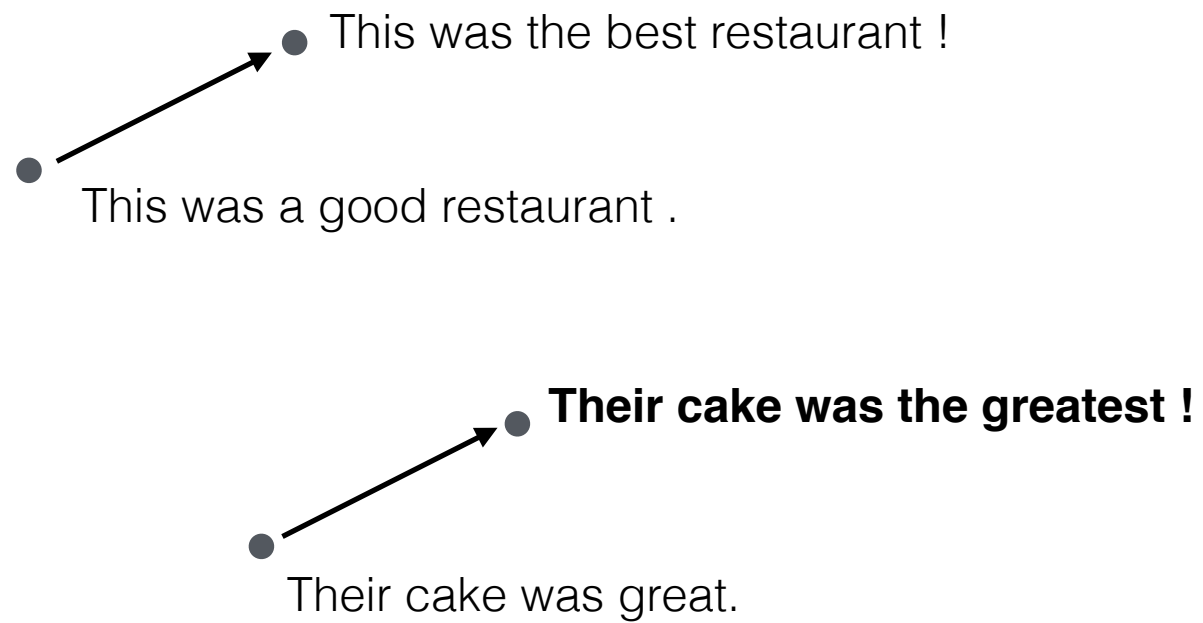 This was the best restaurant !
This was a good restaurant .
Their cake was the greatest !
Their cake was great.